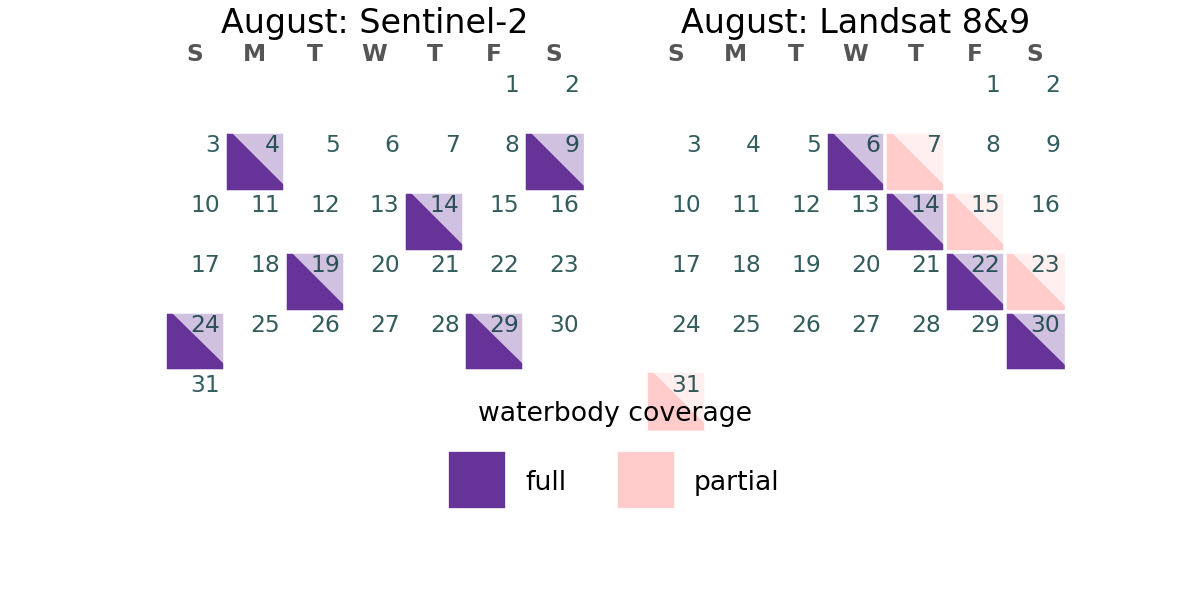 August: Sentinel-2
S M T W T F S
1 2
3 4 5 6 7 8 9
10 11 12 13 14 15 16
17 18 19 20 21 22 23
24 25 26 27 28 29 30
31
August: Landsat 8&9
S M T W T F S
1 2
3 4 5 6 7 8 9
10 11 12 13 14 15 16
17 18 19 20 21 22 23
24 25 26 27 28 29 30
31
waterbody coverage
full partial